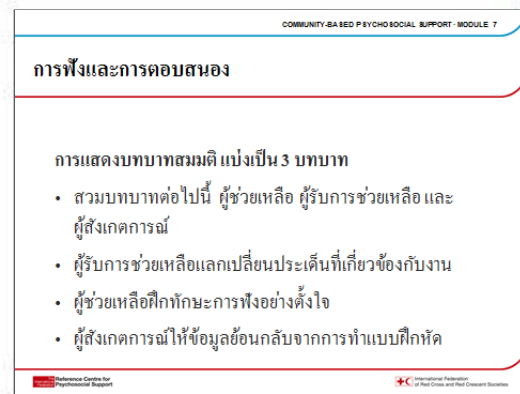 COMMUNITY-BASED PSYCHOSOCIAL SUPPORT · MODULE 7
การฟังและการตอบสนอง
การแสดงบทบาทสมมติ แบ่งเป็น 3 บทบาท
• สวมบทบาทต่อไปนี้ ผู้ช่วยเหลือ ผู้รับการช่วยเหลือ และ
ผู้สังเกตการณ์
• ผู้รับการช่วยเหลือแลกเปลี่ยนประเด็นที่เกี่ยวข้องกับงาน
• ผู้ช่วยเหลือฝึกทักษะการฟังอย่างตั้งใจ
• ผู้สังเกตการณ์ให้ข้อมูลย้อนกลับจากการทำแบบฝึกหัด
Reference Centre for
Psychosocial Support
International Federation
of Red Cross and Red Crescent Societies